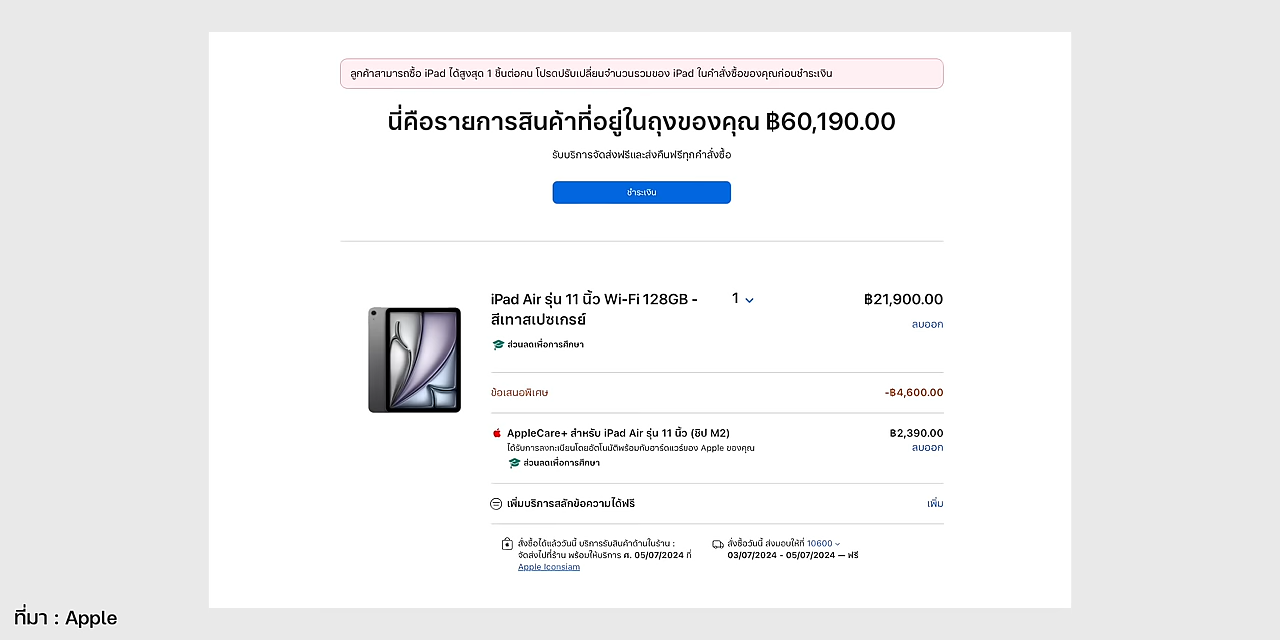 ลูกค้าสามารถซื้อ iPad ได้สูงสุด 1 ชิ้นต่อคน โปรดปรับเปลี่ยนจำนวนรวมของ iPad ในคำสั่งซื้อของคุณก่อนชำระเงิน
นี่คือรายการสินค้าที่อยู่ในถุงของคุณ ฿60,190.00
รับบริการจัดส่งฟรีและส่งคืนฟรีทุกคำสั่งซื้อ
ชำระเงิน
iPad Air รุ่น 11 นิ้ว Wi-Fi 128GB - 1 ฿21,900.00
สีเทาสเปซเกรย์ ลบออก
ส่วนลดเพื่อการศึกษา
ข้อเสนอพิเศษ -฿4,600.00
AppleCare+ สำหรับ iPad Air รุ่น 11 นิ้ว (ชิป M2) ฿2,390.00
ได้รับการลงทะเบียนโดยอัตโนมัติพร้อมกับฮาร์ดแวร์ของ Apple ของคุณ ลบออก
ส่วนลดเพื่อการศึกษา
เพิ่มบริการสลักข้อความได้ฟรี เพิ่ม
สั่งซื้อได้แล้ววันนี้ บริการรับสินค้าด้านในร้าน :
จัดส่งไปที่ร้าน พร้อมให้บริการ ศ. 05/07/2024 ที่
Apple Iconsiam
สั่งซื้อวันนี้ ส่งมอบให้ที่ 10600
03/07/2024 - 05/07/2024 — ฟรี
ที่มา : Apple